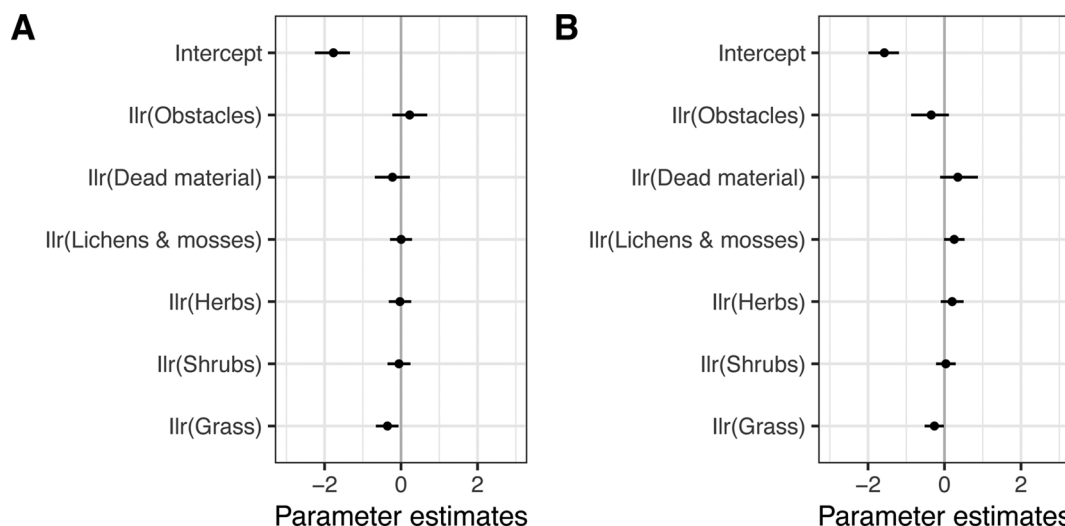 A
Intercept
Ilr(Obstacles)
Ilr(Dead material)
Ilr(Lichens & mosses)
Ilr(Herbs)
Ilr(Shrubs)
Ilr(Grass)
−2 0 2
Parameter estimates
B
Intercept
Ilr(Obstacles)
Ilr(Dead material)
Ilr(Lichens & mosses)
Ilr(Herbs)
Ilr(Shrubs)
Ilr(Grass)
−2 0 2
Parameter estimates